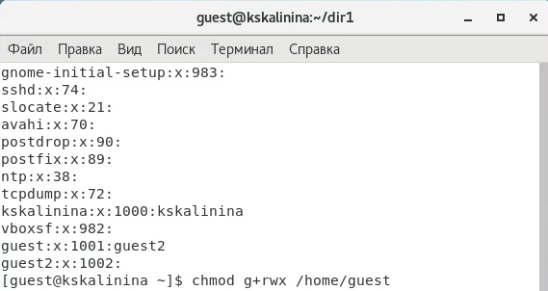 guest@kskalinina:~/dir1
Файл Правка Вид Поиск Терминал Справка
gnome-initial-setup:x:983:
sshd:x:74:
slocate:x:21:
avahi:x:70:
postdrop:x:90:
postfix:x:89:
ntp:x:38:
tcpdump:x:72:
kskalinina:x:1000:kskalinina
vboxsf:x:982:
guest:x:1001:guest2
guest2:x:1002:
[guest@kskalinina ~]$ chmod g+rwx /home/guest